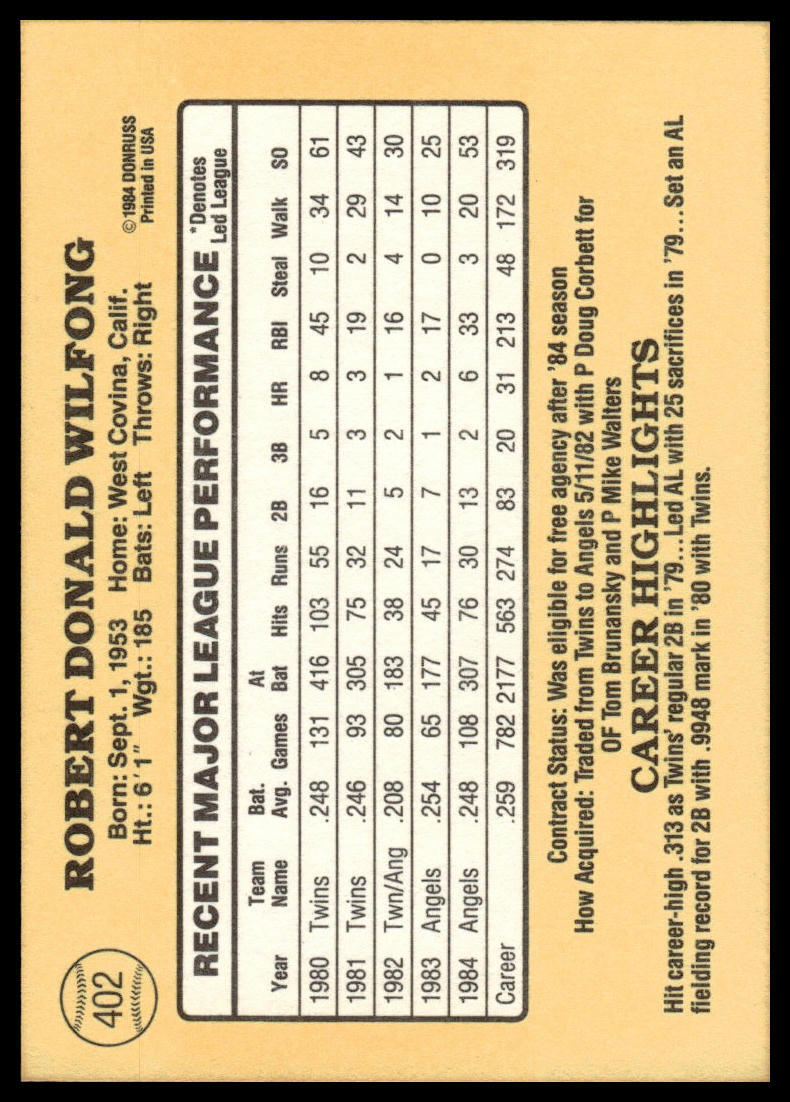 402
ROBERT DONALD WILFONG
Born: Sept. 1, 1953 Home: West Covina, Calif.
Ht.: 6'1" Wgt.: 185 Bats: Left Throws: Right
©1984 DONRUSS
Printed in USA
RECENT MAJOR LEAGUE PERFORMANCE
*Denotes
Led League
Team Bat. At
Year Name Avg. Games Bat Hits Runs 2B 3B HR RBI Steal Walk SO
1980 Twins .248 131 416 103 55 16 5 8 45 10 34 61
1981 Twins .246 93 305 75 32 11 3 3 19 2 29 43
1982 Twn/Ang .208 80 183 38 24 5 2 1 16 4 14 30
1983 Angels .254 65 177 45 17 7 1 2 17 0 10 25
1984 Angels .248 108 307 76 30 13 2 6 33 3 20 53
Career .259 782 2177 563 274 83 20 31 213 48 172 319
Contract Status: Was eligible for free agency after '84 season
How Acquired: Traded from Twins to Angels 5/11/82 with P Doug Corbett for
OF Tom Brunansky and P Mike Walters
CAREER HIGHLIGHTS
Hit career-high .313 as Twins' regular 2B in '79...Led AL with 25 sacrifices in '79...Set an AL
fielding record for 2B with .9948 mark in '80 with Twins.